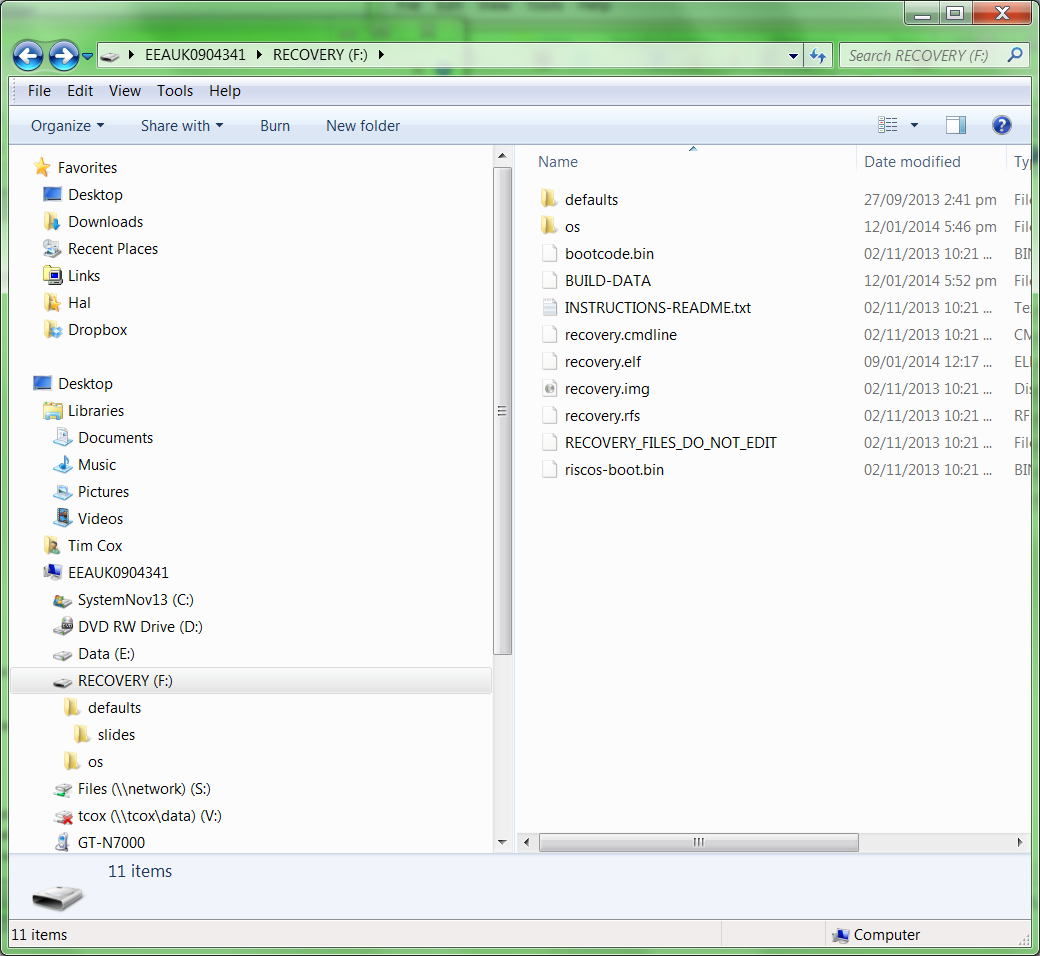 EEAUK0904341 RECOVERY (F:) Search RECOVERY (F:)
File Edit View Tools Help
Organize Share with Burn New folder
Favorites
Desktop
Downloads
Recent Places
Links
Hal
Dropbox
Desktop
Libraries
Documents
Music
Pictures
Videos
Tim Cox
EEAUK0904341
SystemNov13 (C:)
DVD RW Drive (D:)
Data (E:)
RECOVERY (F:)
defaults
slides
os
Files (\\network) (S:)
tcox (\\tcox\data) (V:)
GT-N7000
Name Date modified Ty
defaults 27/09/2013 2:41 pm File
os 12/01/2014 5:46 pm File
bootcode.bin 02/11/2013 10:21 ... BIN
BUILD-DATA 12/01/2014 5:52 pm File
INSTRUCTIONS-README.txt 02/11/2013 10:21 ... Te
recovery.cmdline 02/11/2013 10:21 ... CM
recovery.elf 09/01/2014 12:17 ... ELF
recovery.img 02/11/2013 10:21 ... Dis
recovery.rfs 02/11/2013 10:21 ... RF
RECOVERY_FILES_DO_NOT_EDIT 02/11/2013 10:21 ... File
riscos-boot.bin 02/11/2013 10:21 ... BIN
11 items
11 items Computer